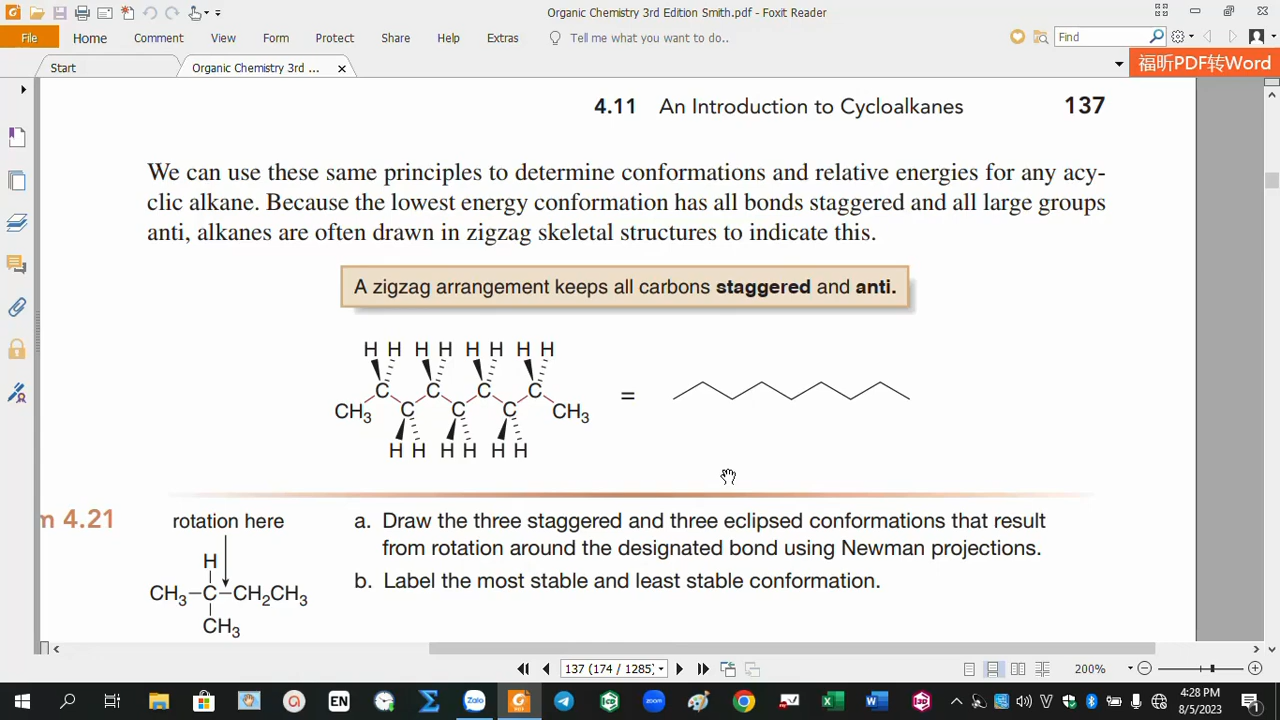 Organic Chemistry 3rd Edition Smith.pdf - Foxit Reader
File Home Comment View Form Protect Share Help Extras Tell me what you want to do.. Find
Start Organic Chemistry 3rd ... 福昕PDF转Word
4.11 An Introduction to Cycloalkanes 137
We can use these same principles to determine conformations and relative energies for any acy-
clic alkane. Because the lowest energy conformation has all bonds staggered and all large groups
anti, alkanes are often drawn in zigzag skeletal structures to indicate this.
A zigzag arrangement keeps all carbons staggered and anti.
H H H H H H H H
C C C C
=
CH3 C C C CH3
H H H H H H
m 4.21 rotation here
a. Draw the three staggered and three eclipsed conformations that result
from rotation around the designated bond using Newman projections.
b. Label the most stable and least stable conformation.
H
CH3–C–CH2CH3
CH3
137 (174 / 1285) 200%
EN V 4:28 PM
8/5/2023